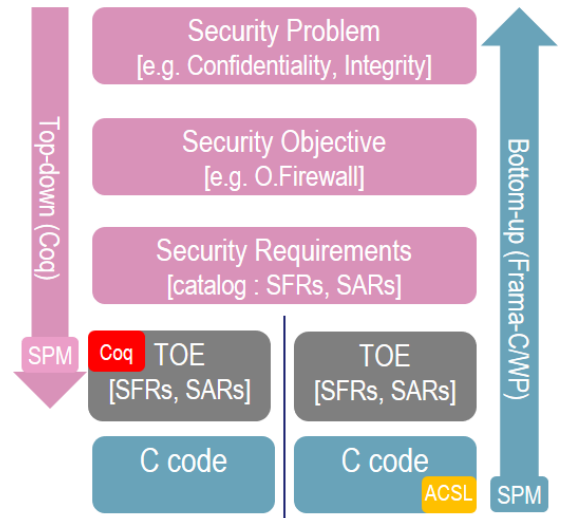 Security Problem
[e.g. Confidentiality, Integrity]
Security Objective
[e.g. O.Firewall]
Security Requirements
[catalog : SFRs, SARs]
Top-down (Coq)
SPM
Coq
TOE
[SFRs, SARs]
C code
TOE
[SFRs, SARs]
C code
ACSL
Bottom-up (Frama-C/WP)
SPM